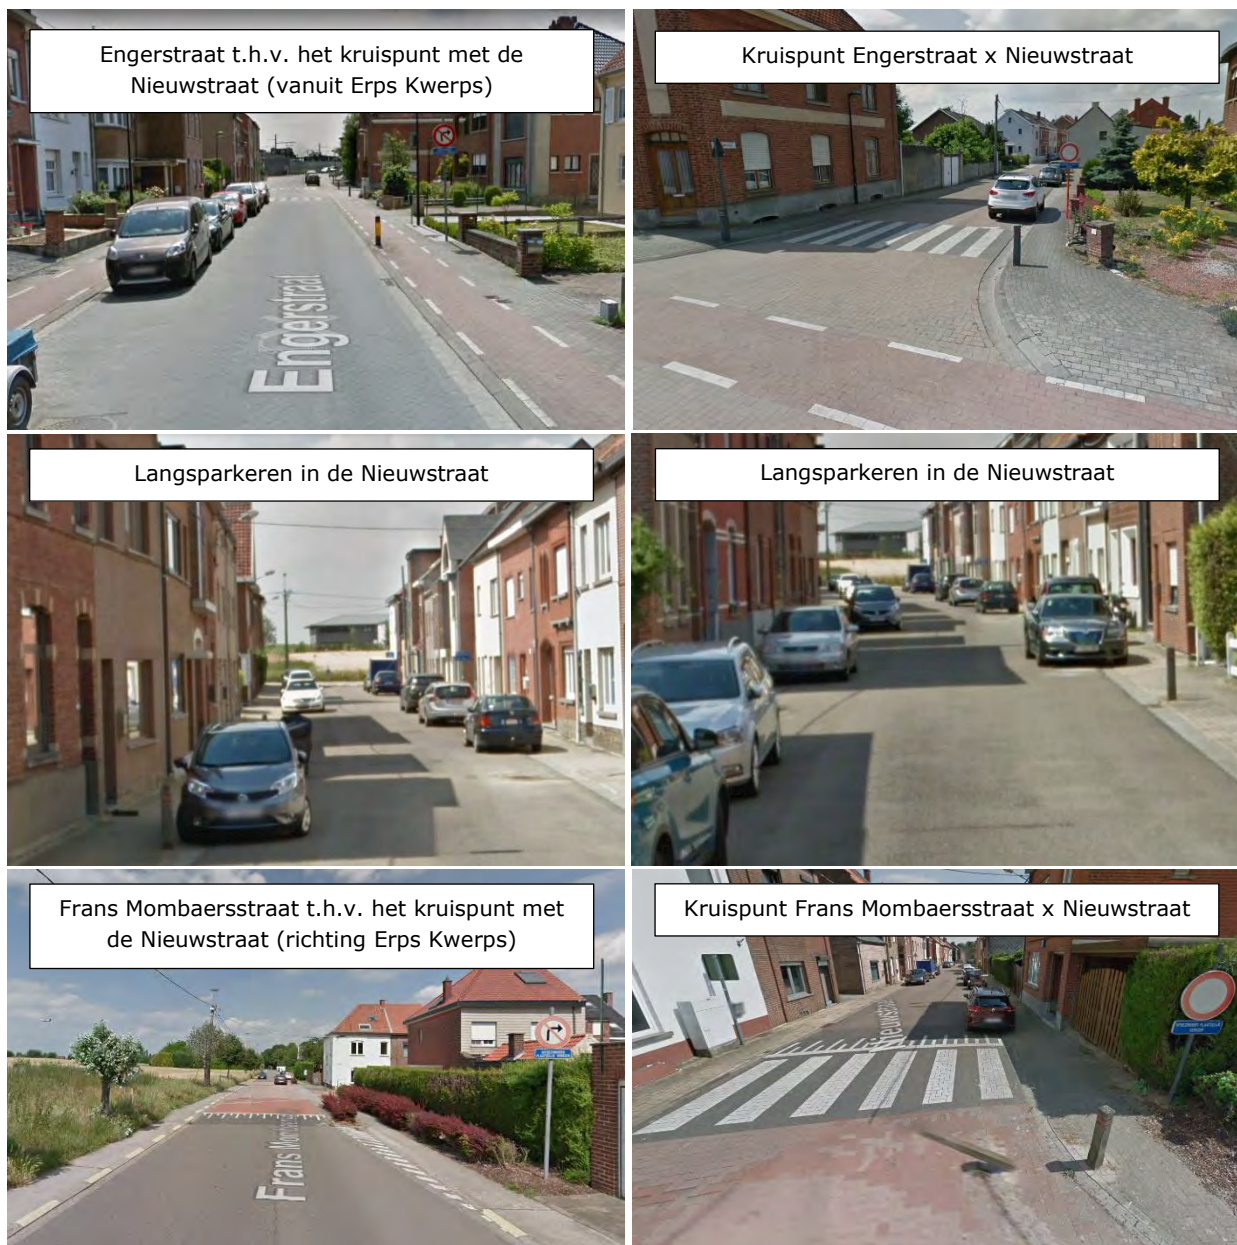 Engerstraat t.h.v. het kruispunt met de
Nieuwstraat (vanuit Erps Kwerps)
Engerstraat
Kruispunt Engerstraat x Nieuwstraat
Langsparkeren in de Nieuwstraat
Langsparkeren in de Nieuwstraat
Frans Mombaersstraat t.h.v. het kruispunt met
de Nieuwstraat (richting Erps Kwerps)
Frans
Kruispunt Frans Mombaersstraat x Nieuwstraat
Nieuwstraat